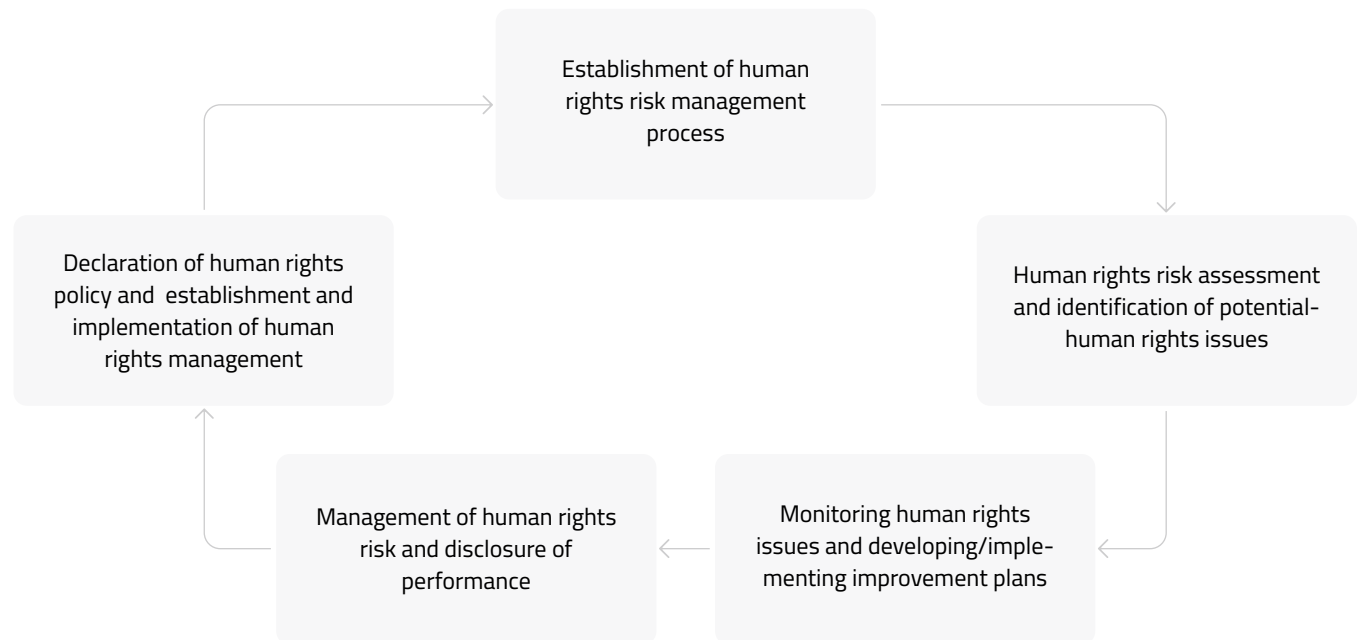 Establishment of human
rights risk management
process
Declaration of human rights
policy and  establishment and
implementation of human
rights management
Human rights risk assessment
and identification of potential-
human rights issues
Management of human rights
risk and disclosure of
performance
Monitoring human rights
issues and developing/imple-
menting improvement plans